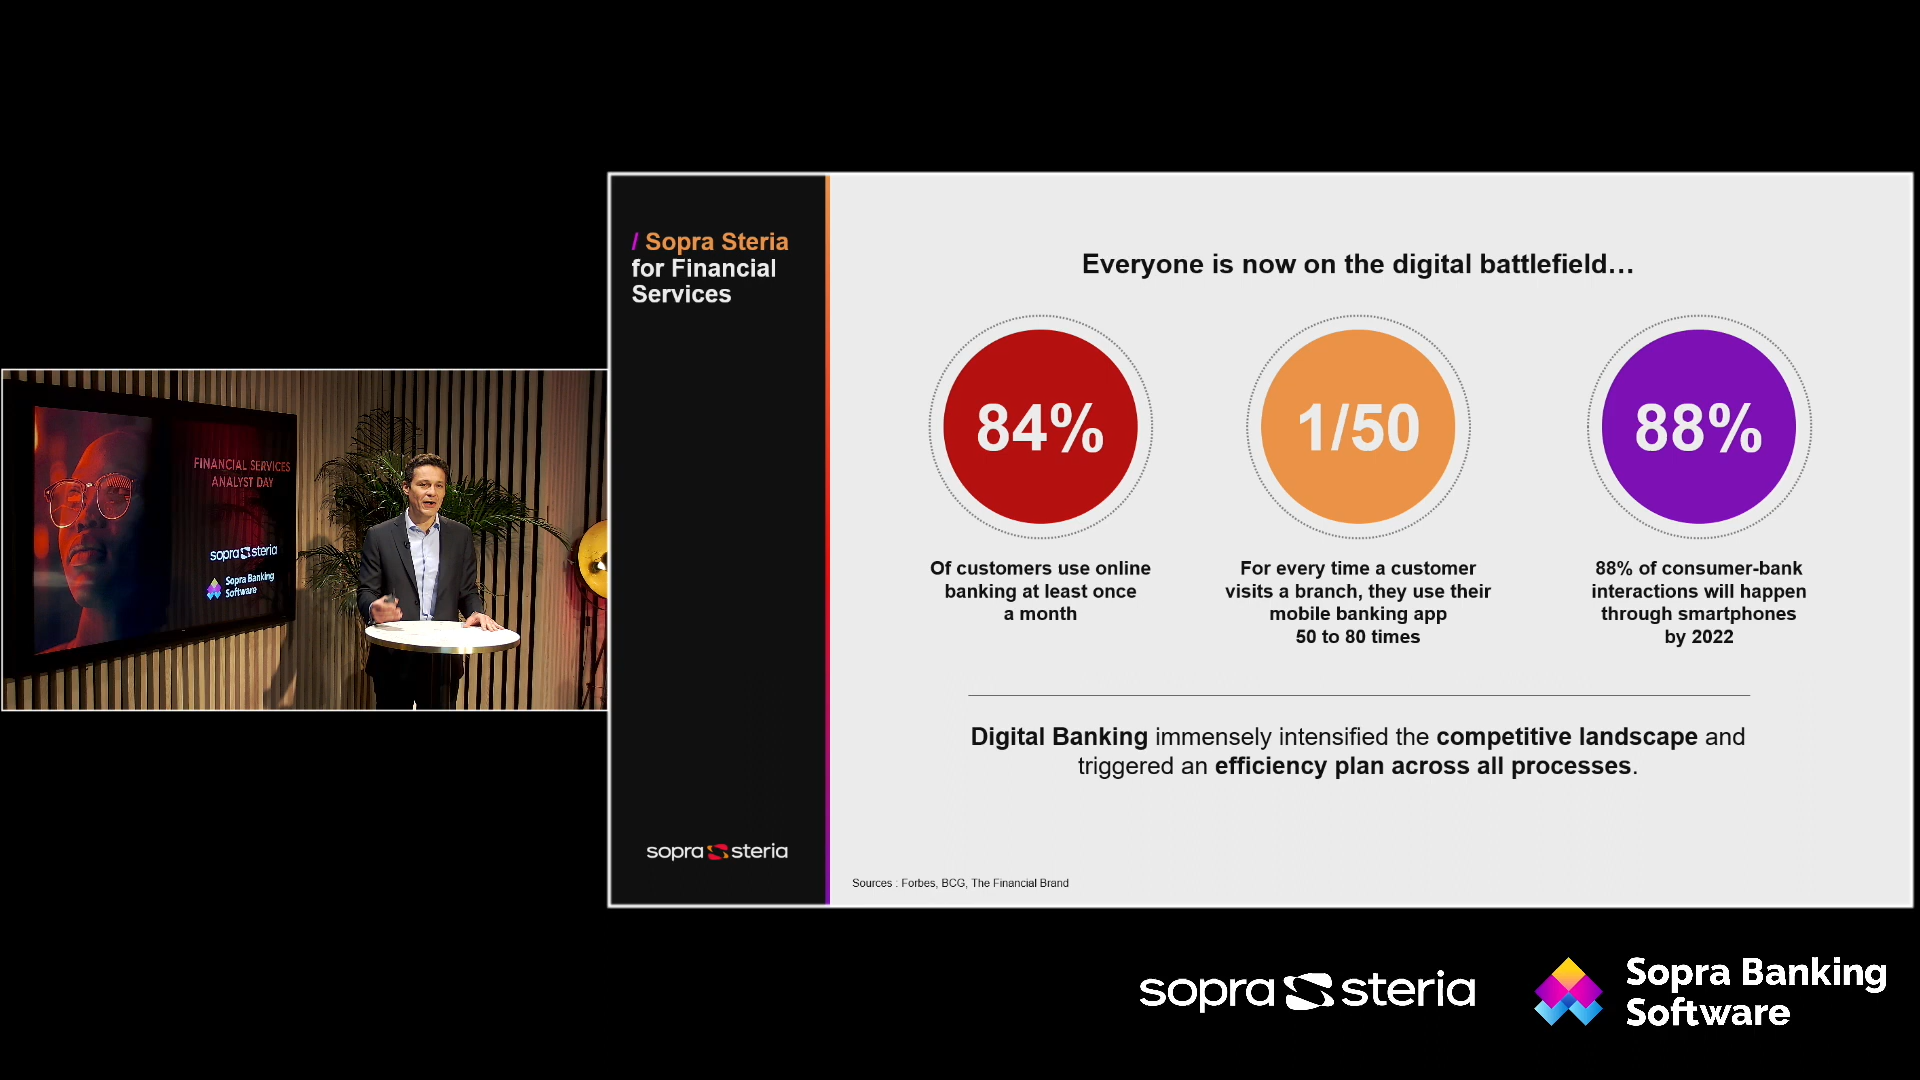 FINANCIAL SERVICES
ANALYST DAY
sopra steria
Sopra Banking
Software
/ Sopra Steria
for Financial
Services
sopra steria
Everyone is now on the digital battlefield…
84%
1/50
88%
Of customers use online
banking at least once
a month
For every time a customer
visits a branch, they use their
mobile banking app
50 to 80 times
88% of consumer-bank
interactions will happen
through smartphones
by 2022
Digital Banking immensely intensified the competitive landscape and
triggered an efficiency plan across all processes.
Sources : Forbes, BCG, The Financial Brand
sopra steria
Sopra Banking
Software